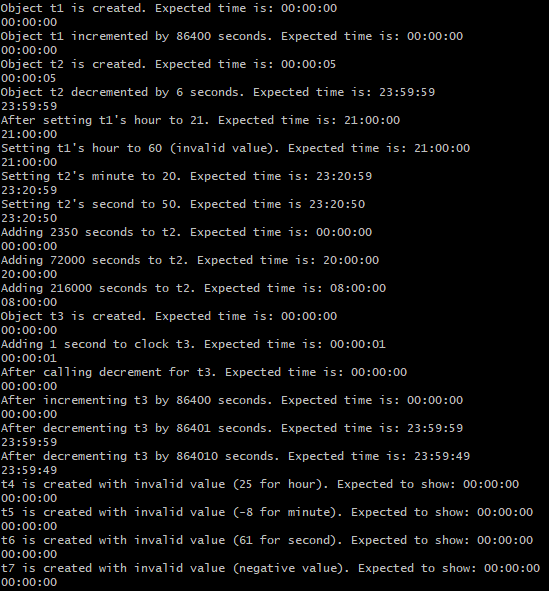 Object t1 is created. Expected time is: 00:00:00
00:00:00
Object t1 incremented by 86400 seconds. Expected time is: 00:00:00
00:00:00
Object t2 is created. Expected time is: 00:00:05
00:00:05
Object t2 decremented by 6 seconds. Expected time is: 23:59:59
23:59:59
After setting t1's hour to 21. Expected time is: 21:00:00
21:00:00
Setting t1's hour to 60 (invalid value). Expected time is: 21:00:00
21:00:00
Setting t2's minute to 20. Expected time is: 23:20:59
23:20:59
Setting t2's second to 50. Expected time is 23:20:50
23:20:50
Adding 2350 seconds to t2. Expected time is: 00:00:00
00:00:00
Adding 72000 seconds to t2. Expected time is: 20:00:00
20:00:00
Adding 216000 seconds to t2. Expected time is: 08:00:00
08:00:00
Object t3 is created. Expected time is: 00:00:00
00:00:00
Adding 1 second to clock t3. Expected time is: 00:00:01
00:00:01
After calling decrement for t3. Expected time is: 00:00:00
00:00:00
After incrementing t3 by 86400 seconds. Expected time is: 00:00:00
00:00:00
After decrementing t3 by 86401 seconds. Expected time is: 23:59:59
23:59:59
After decrementing t3 by 864010 seconds. Expected time is: 23:59:49
23:59:49
t4 is created with invalid value (25 for hour). Expected to show: 00:00:00
00:00:00
t5 is created with invalid value (-8 for minute). Expected to show: 00:00:00
00:00:00
t6 is created with invalid value (61 for second). Expected to show: 00:00:00
00:00:00
t7 is created with invalid value (negative value). Expected to show: 00:00:00
00:00:00